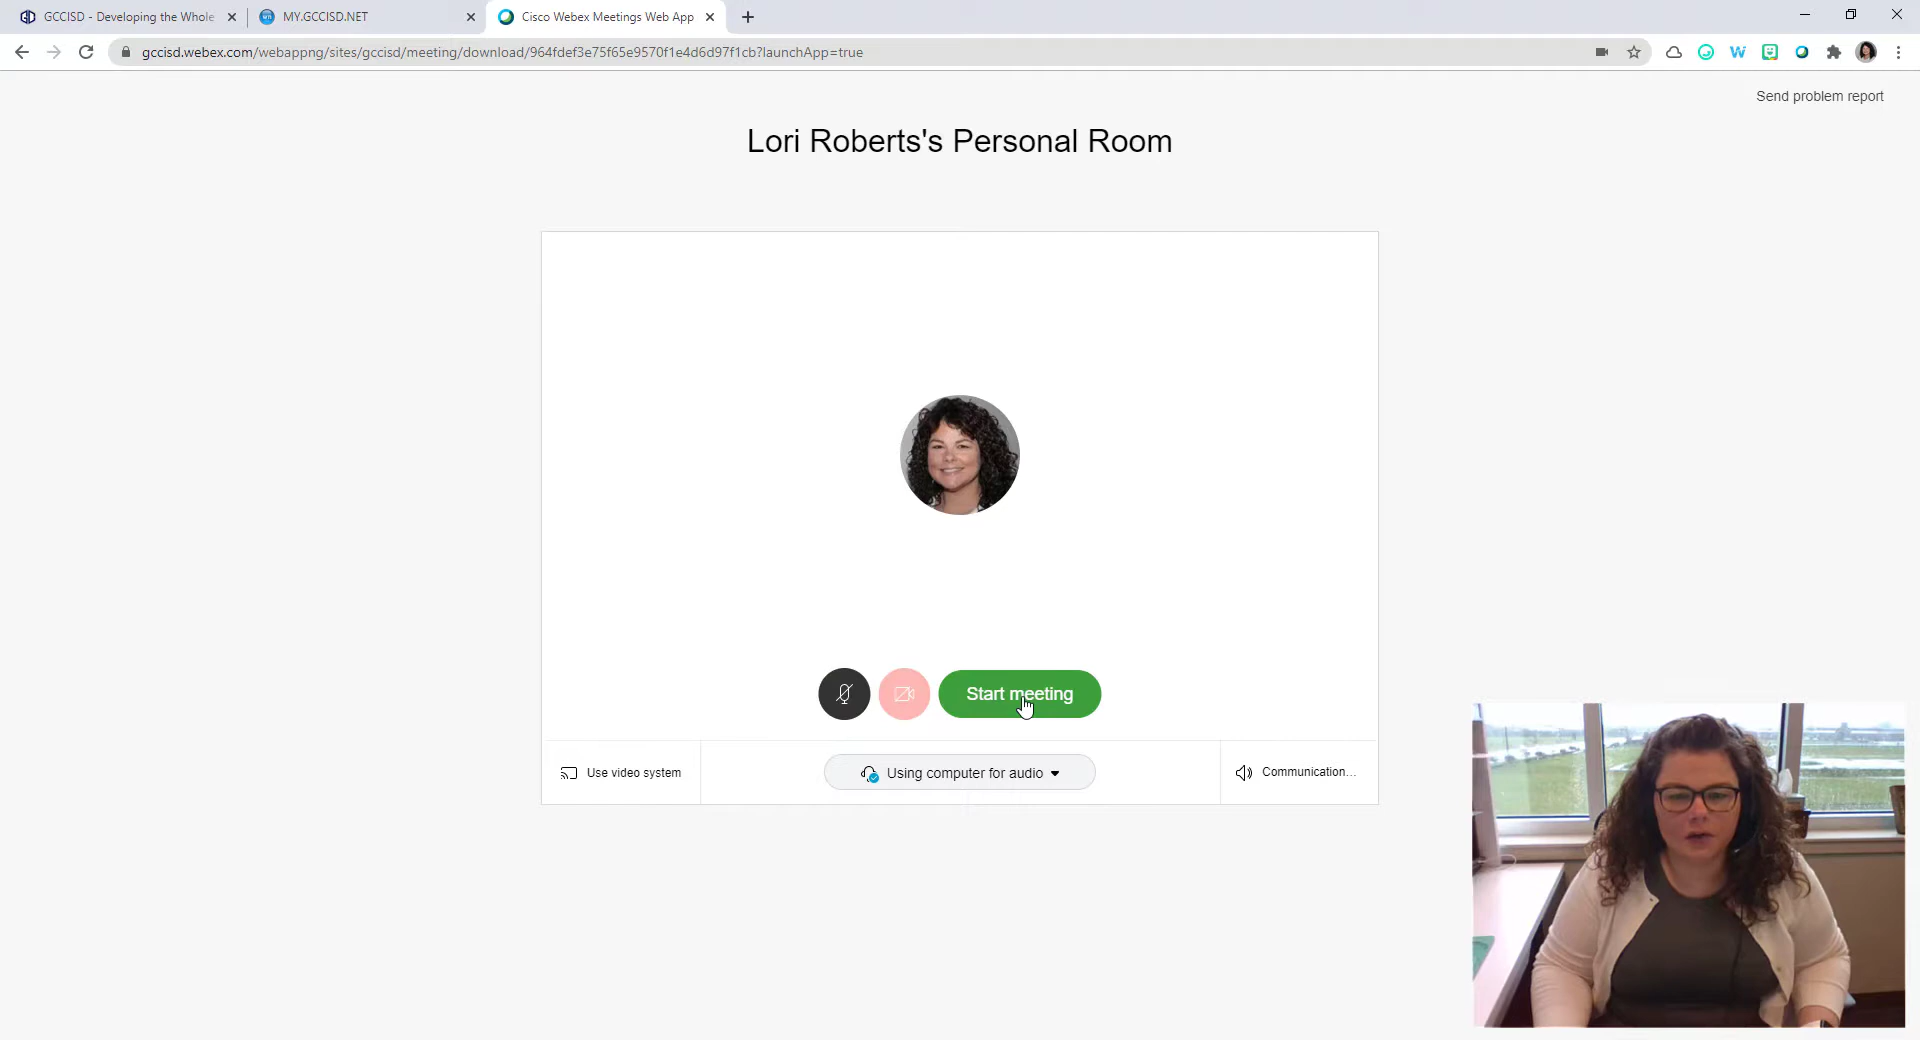 GCCISD - Developing the Whole
MY.GCCISD.NET
Cisco Webex Meetings Web App
gccisd.webex.com/webappng/sites/gccisd/meeting/download/964fdef3e75f65e9570f1e4d6d97f1cb?launchApp=true
Send problem report
Lori Roberts's Personal Room
Start meeting
Use video system
Using computer for audio
Communication...